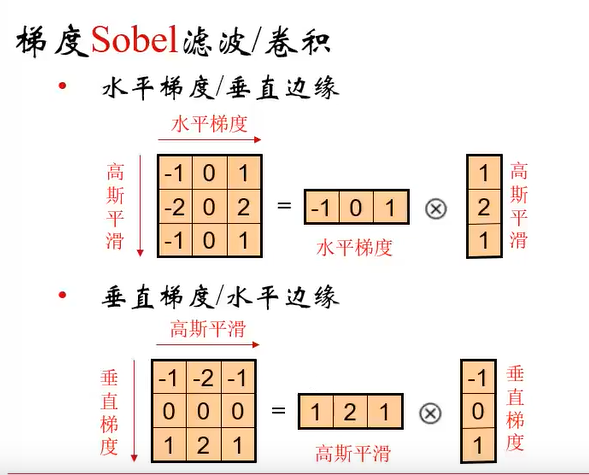 梯度Sobel滤波/卷积
• 水平梯度/垂直边缘
水平梯度
高斯平滑
-1 0 1
-2 0 2
-1 0 1
=
-1 0 1
⊗
1
2
1
高斯平滑
水平梯度
• 垂直梯度/水平边缘
高斯平滑
垂直梯度
-1 -2 -1
0 0 0
1 2 1
=
1 2 1
⊗
-1
0
1
垂直梯度
高斯平滑